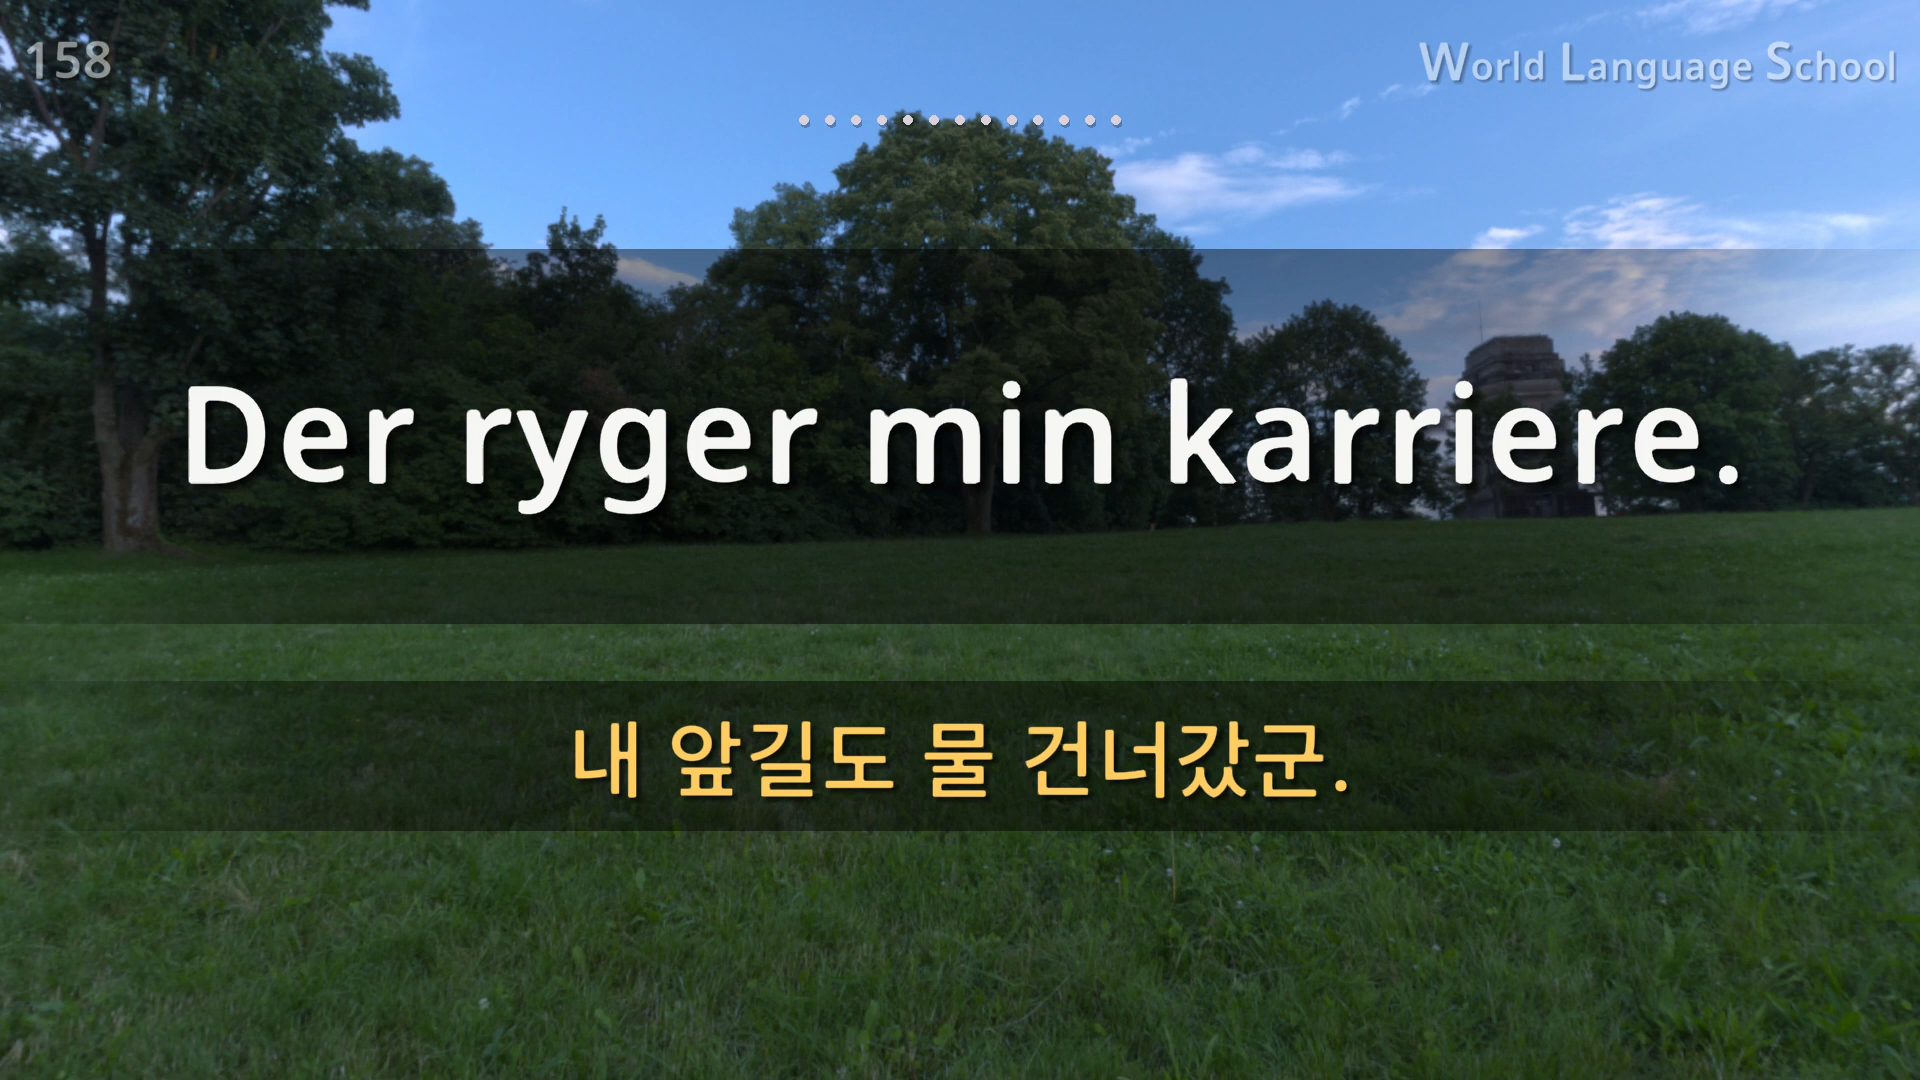 158
World Language School
Der ryger min karriere.
내 앞길도 물 건너갔군.